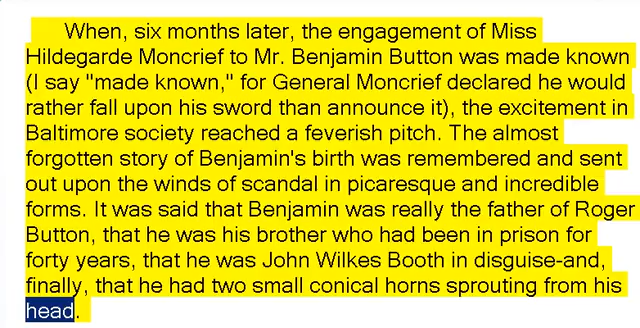 When, six months later, the engagement of Miss
Hildegarde Moncrief to Mr. Benjamin Button was made known
(I say "made known," for General Moncrief declared he would
rather fall upon his sword than announce it), the excitement in
Baltimore society reached a feverish pitch. The almost
forgotten story of Benjamin's birth was remembered and sent
out upon the winds of scandal in picaresque and incredible
forms. It was said that Benjamin was really the father of Roger
Button, that he was his brother who had been in prison for
forty years, that he was John Wilkes Booth in disguise-and,
finally, that he had two small conical horns sprouting from his
head.